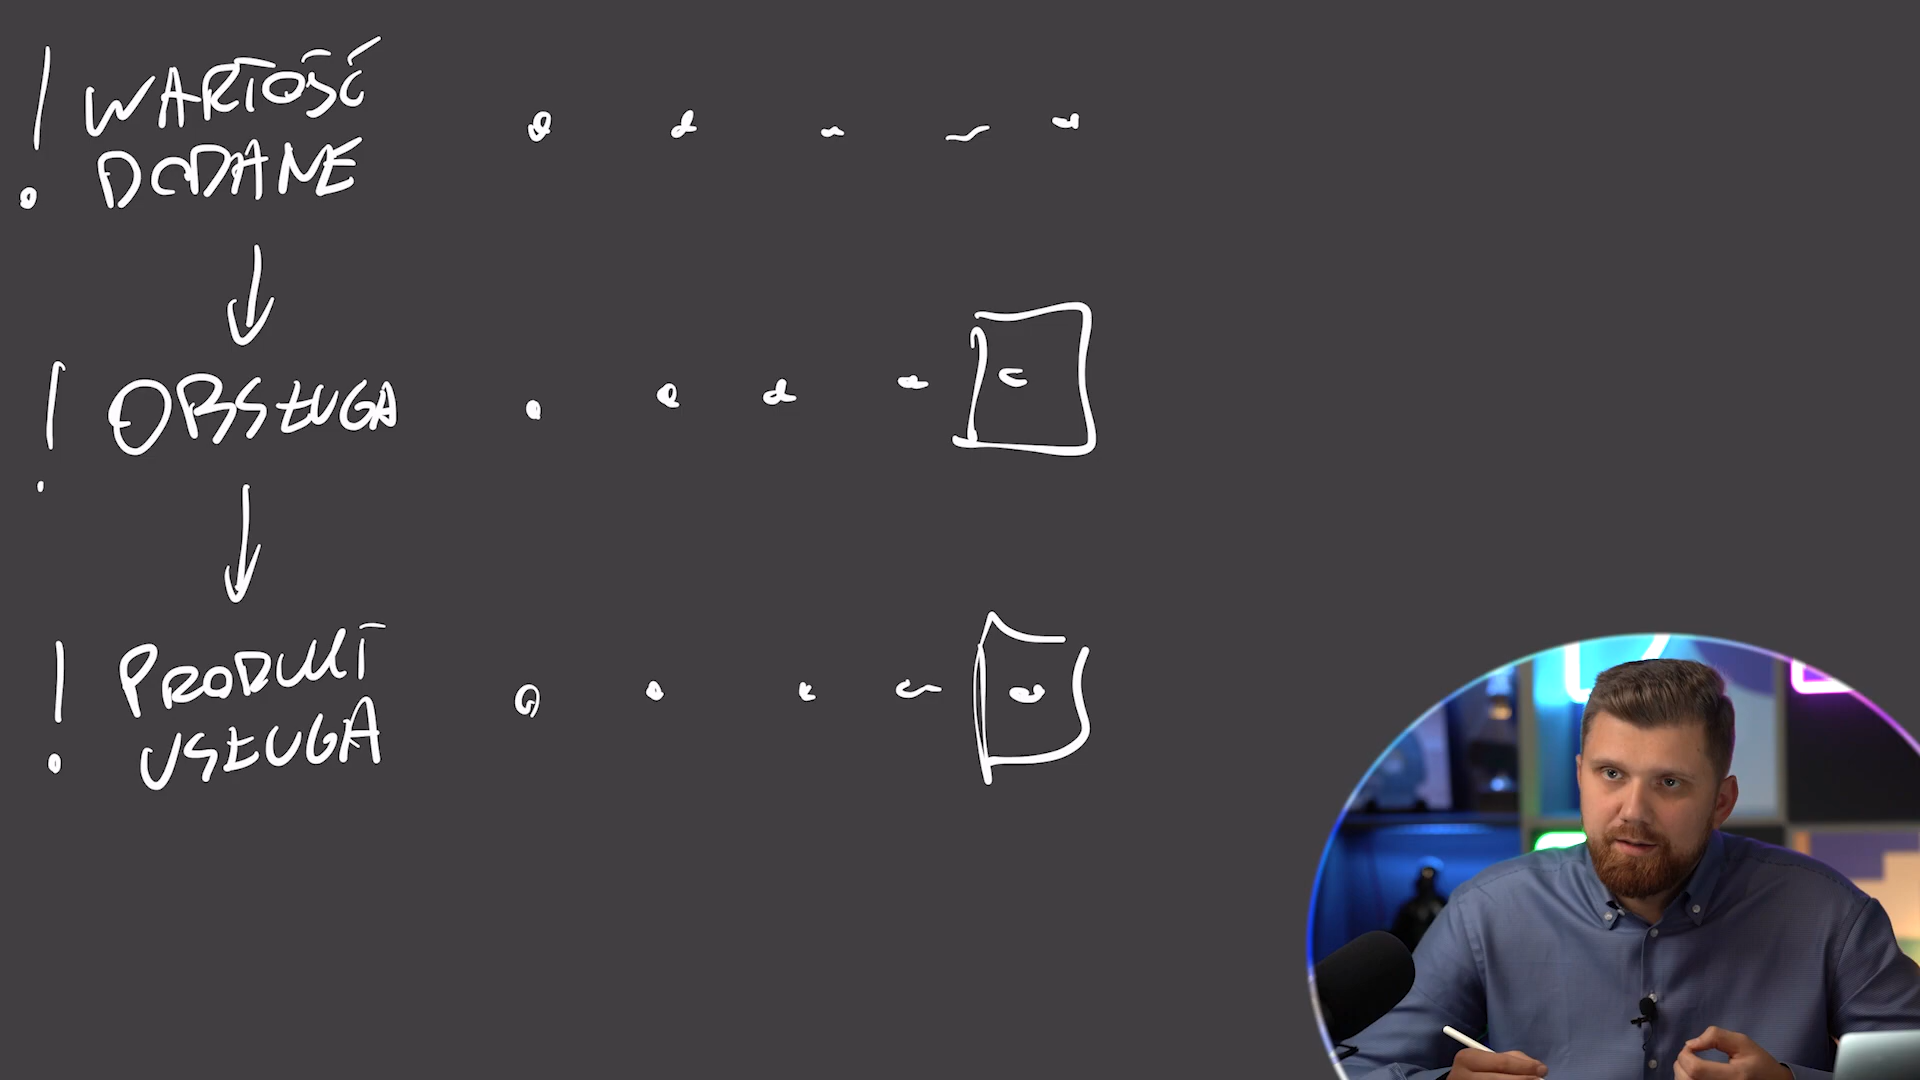 ! WARTOŚĆ
DODANE
! OBSŁUGA
! PRODUKT
USŁUGA